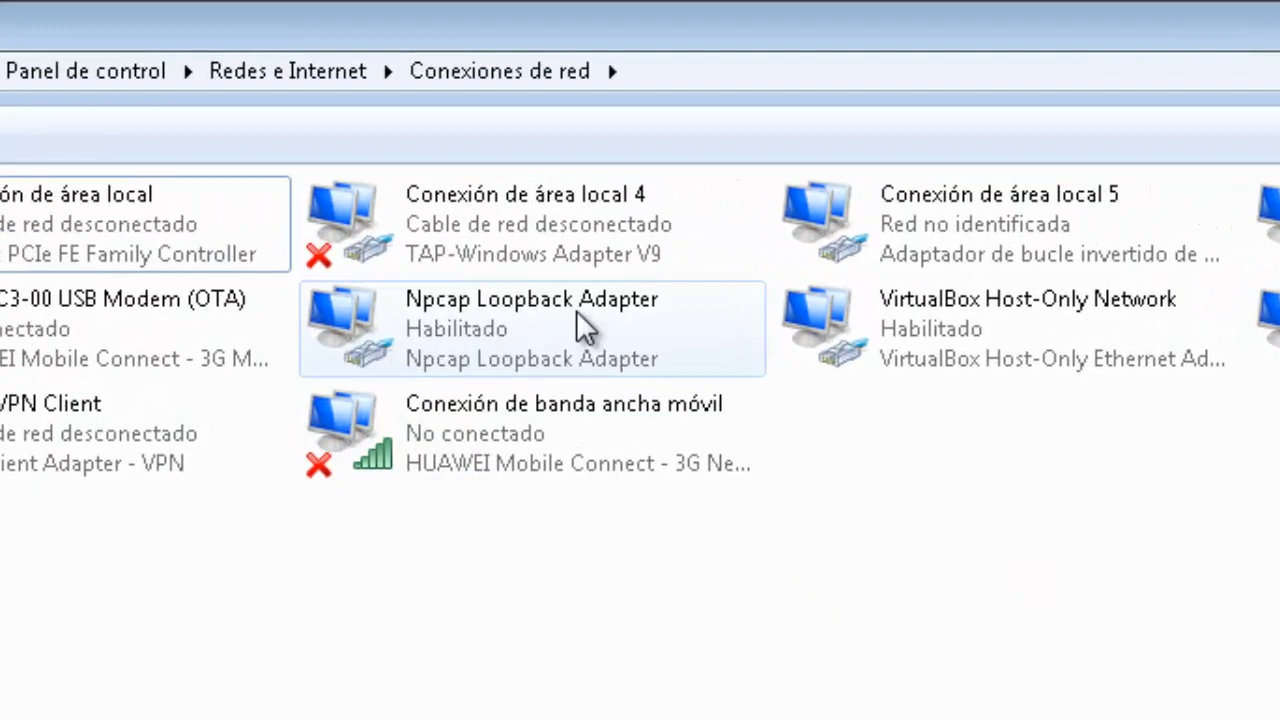 Panel de control ▸ Redes e Internet ▸ Conexiones de red ▸
ón de área local
de red desconectado
PCIe FE Family Controller
Conexión de área local 4
Cable de red desconectado
TAP-Windows Adapter V9
Conexión de área local 5
Red no identificada
Adaptador de bucle invertido de ...
C3-00 USB Modem (OTA)
nectado
EI Mobile Connect - 3G M...
Npcap Loopback Adapter
Habilitado
Npcap Loopback Adapter
VirtualBox Host-Only Network
Habilitado
VirtualBox Host-Only Ethernet Ad...
VPN Client
de red desconectado
ient Adapter - VPN
Conexión de banda ancha móvil
No conectado
HUAWEI Mobile Connect - 3G Ne...